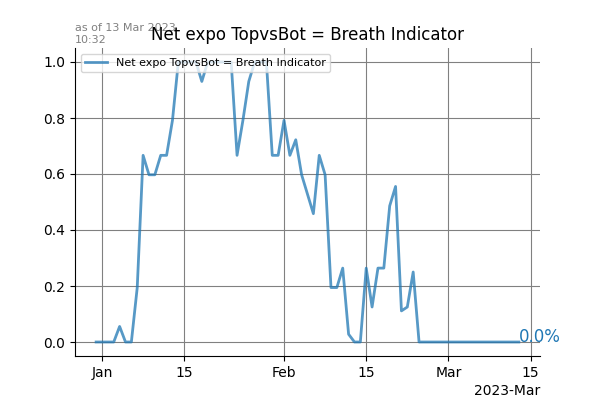 as of 13 Mar 2023
10:32
Net expo TopvsBot = Breath Indicator
Net expo TopvsBot = Breath Indicator
1.0
0.8
0.6
0.4
0.2
0.0
0.0%
Jan
15
Feb
15
Mar
15
2023-Mar